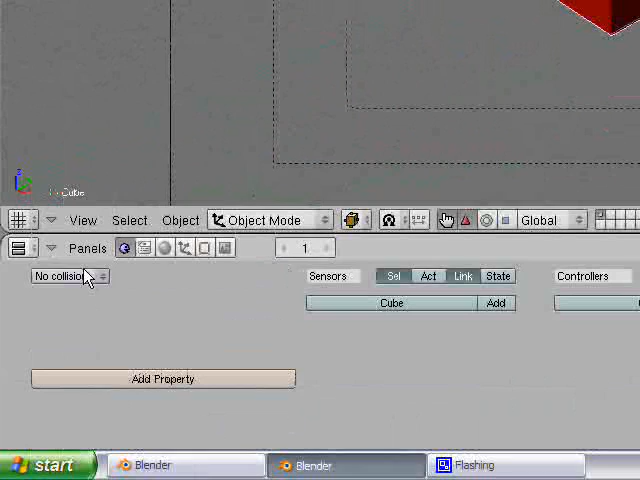 z
Cube
View Select Object Object Mode Global
Panels 1
No collision Sensors Sel Act Link State Controllers
Cube Add
Add Property
start Blender Blender Flashing